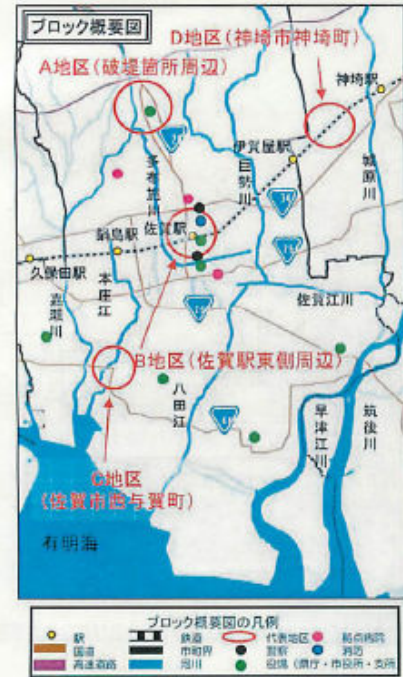 ブロック概要図
D地区(神埼市神埼町)
A地区(破堤箇所周辺)
神埼駅
伊賀屋駅
多布施川
巨勢川
城原川
佐賀駅
鍋島駅
久保田駅
嘉瀬川
本庄江
佐賀江川
B地区(佐賀駅東側周辺)
八田江
早津江川
筑後川
C地区
(佐賀市西与賀町)
有明海
ブロック概要図の凡例
駅
鉄道
代表地区
拠点病院
国道
市町界
警察
消防
高速道路
河川
役場(県庁・市役所・支所)